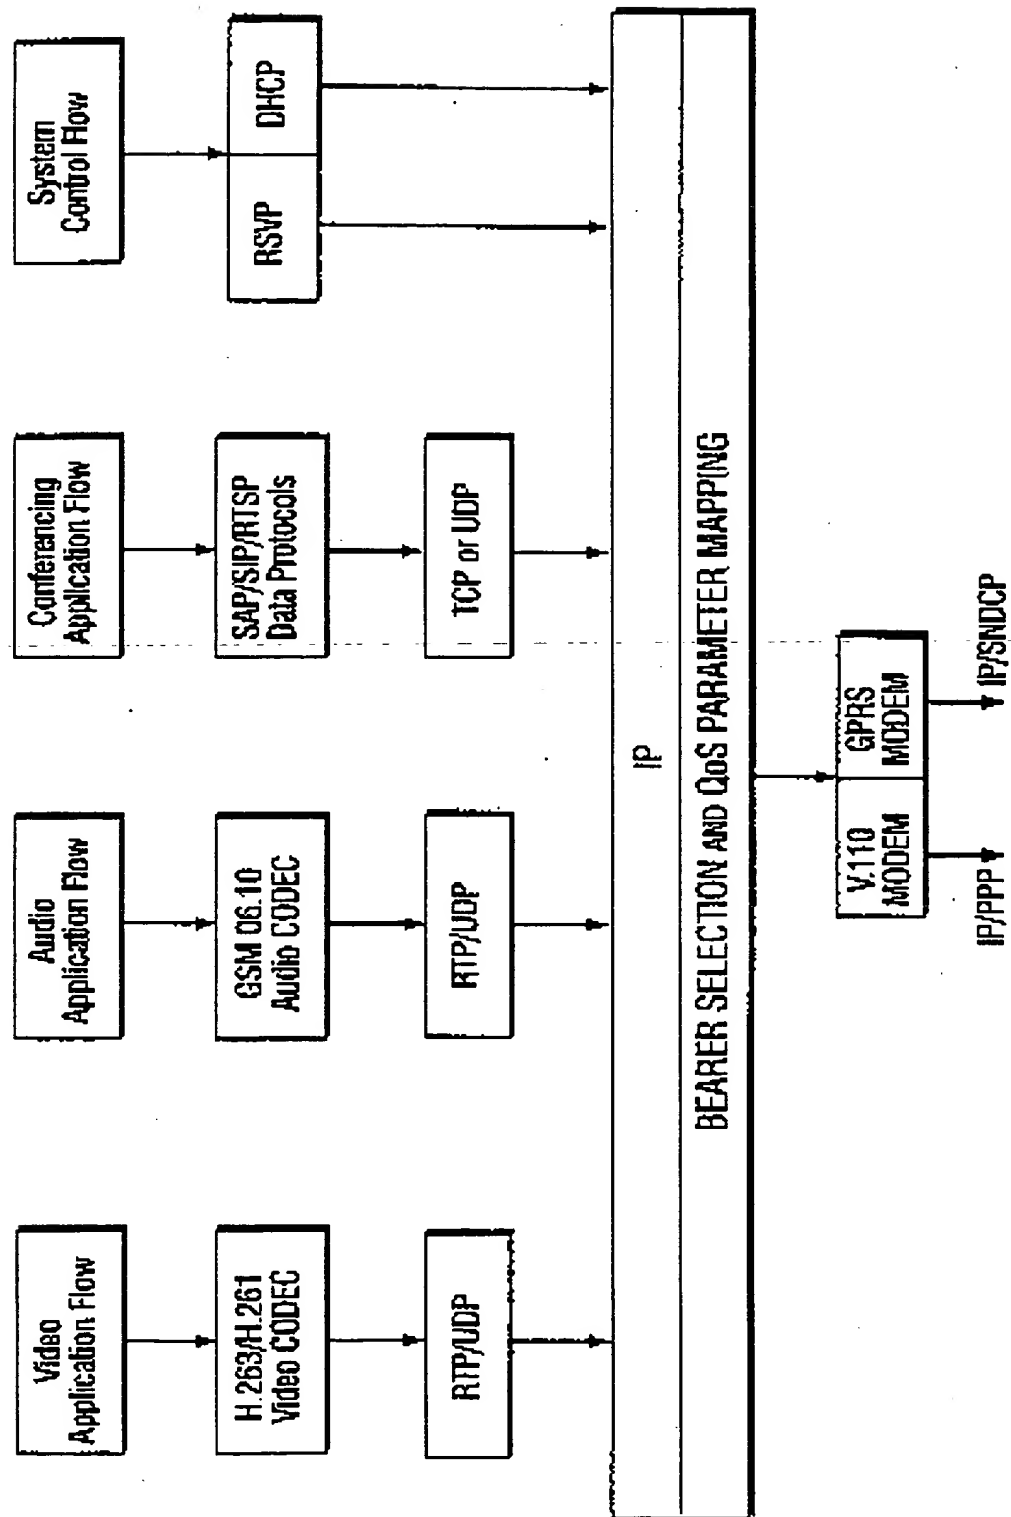 Video
Application Flow
H.263/H.261
Video CODEC
RTP/UDP
Audio
Application Flow
GSM 06.10
Audio CODEC
RTP/UDP
Conferencing
Application Flow
SAP/SIP/RTSP
Data Protocols
TCP or UDP
System
Control Flow
RSVP
DHCP
IP
BEARER SELECTION AND QoS PARAMETER MAPPING
V.110
MODEM
GPRS
MODEM
IP/PPP
IP/SNDCP